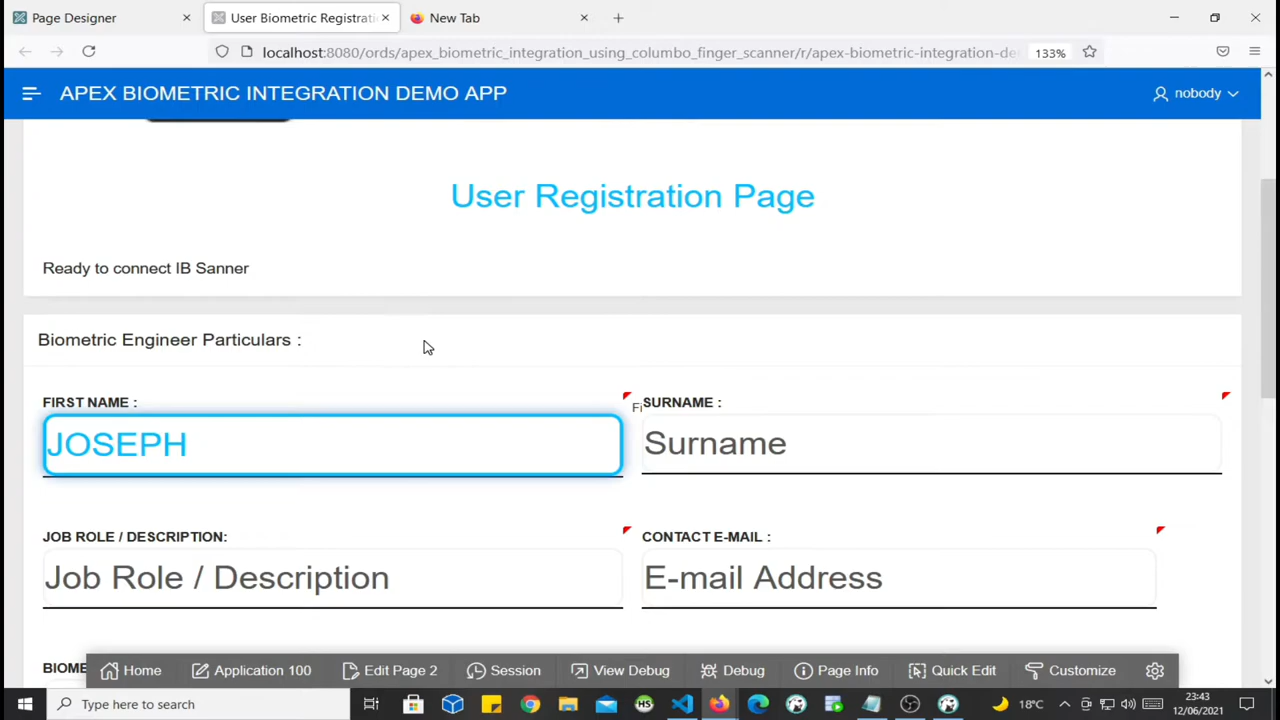 Page Designer
User Biometric Registrati
New Tab
localhost:8080/ords/apex_biometric_integration_using_columbo_finger_scanner/r/apex-biometric-integration-de
133%
APEX BIOMETRIC INTEGRATION DEMO APP
nobody
User Registration Page
Ready to connect IB Sanner
Biometric Engineer Particulars :
FIRST NAME :
Fi
SURNAME :
JOSEPH
Surname
JOB ROLE / DESCRIPTION:
CONTACT E-MAIL :
Job Role / Description
E-mail Address
BIOME
Home
Application 100
Edit Page 2
Session
View Debug
Debug
Page Info
Quick Edit
Customize
Type here to search
HS
18°C
23:43
12/06/2021